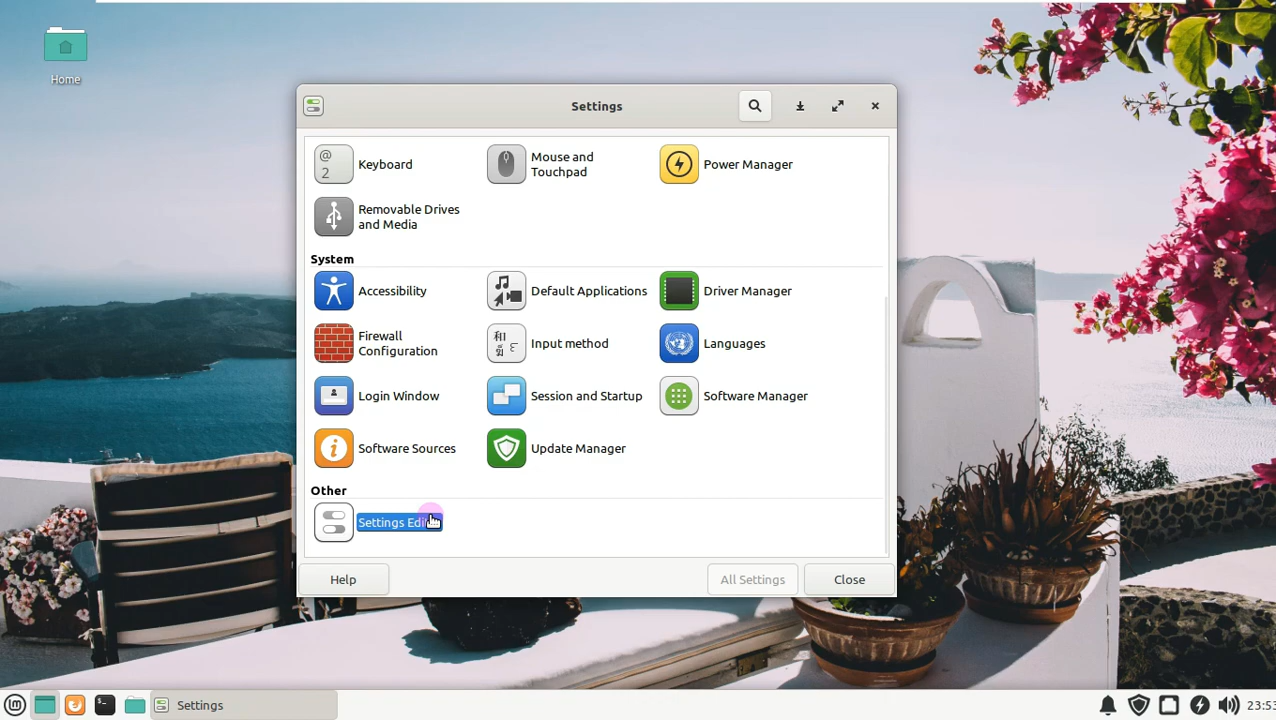 Home
Settings
@
2
Keyboard
Mouse and
Touchpad
Power Manager
Removable Drives
and Media
System
Accessibility
Default Applications
Driver Manager
Firewall
Configuration
Input method
Languages
Login Window
Session and Startup
Software Manager
Software Sources
Update Manager
Other
Help
All Settings
Close
Settings
23:53